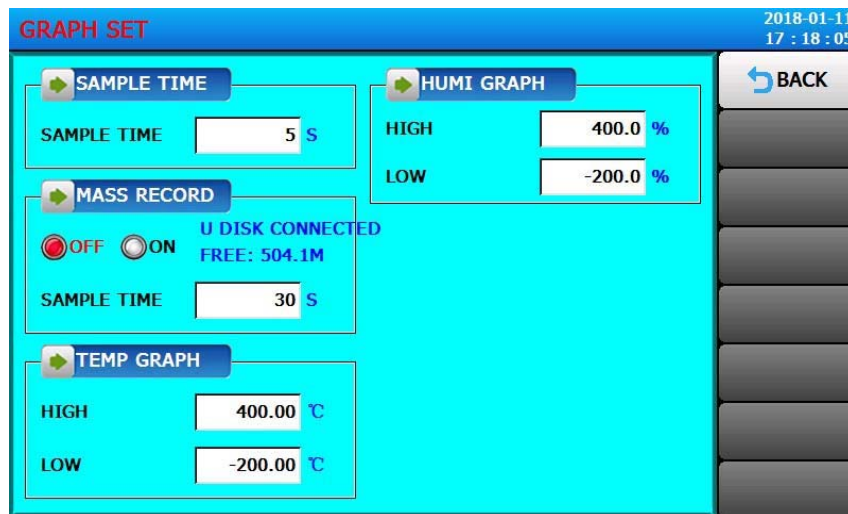 GRAPH SET
2018-01-11
17 : 18 : 05
BACK
SAMPLE TIME
SAMPLE TIME 5 S
MASS RECORD
OFF ON
U DISK CONNECTED
FREE: 504.1M
SAMPLE TIME 30 S
TEMP GRAPH
HIGH 400.00 ℃
LOW -200.00 ℃
HUMI GRAPH
HIGH 400.0 %
LOW -200.0 %